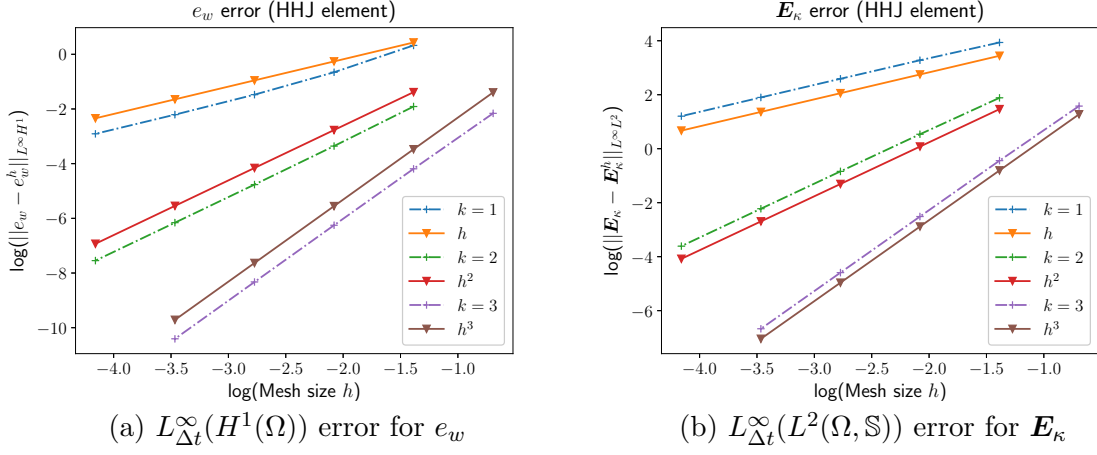 e_w error (HHJ element)
log(||e_w − e_w^h||_{L^∞H^1})
0
−2
−4
−6
−8
−10
k = 1
h
k = 2
h^2
k = 3
h^3
−4.0 −3.5 −3.0 −2.5 −2.0 −1.5 −1.0
log(Mesh size h)
(a) L^∞_{Δt}(H^1(Ω)) error for e_w
E_κ error (HHJ element)
log(||E_κ − E_κ^h||_{L^∞L^2})
4
2
0
−2
−4
−6
k = 1
h
k = 2
h^2
k = 3
h^3
−4.0 −3.5 −3.0 −2.5 −2.0 −1.5 −1.0
log(Mesh size h)
(b) L^∞_{Δt}(L^2(Ω, 𝕊)) error for E_κ